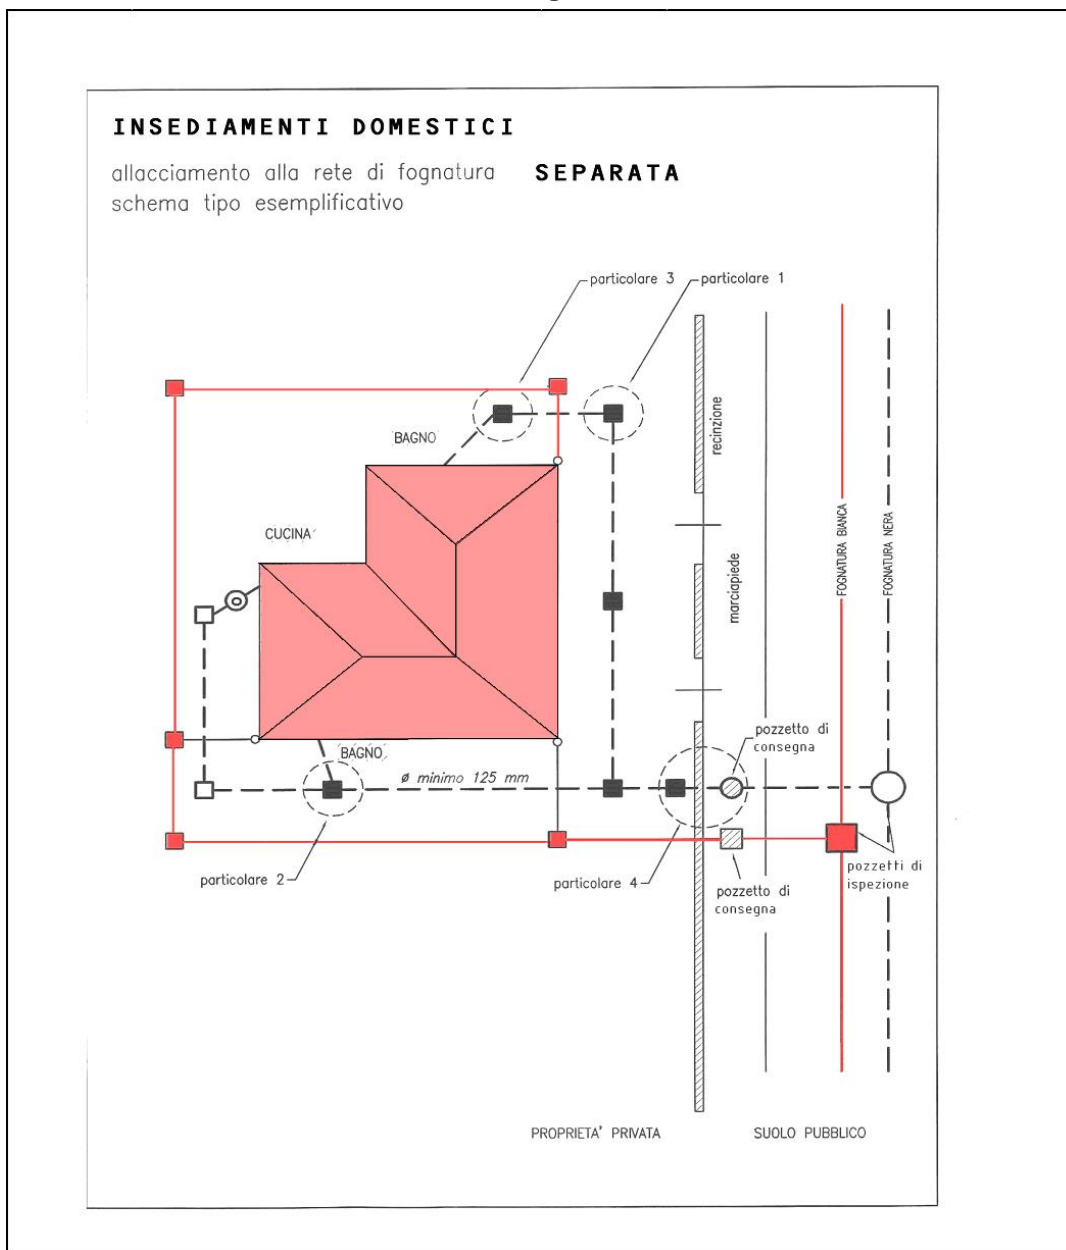 INSEDIAMENTI DOMESTICI
allacciamento alla rete di fognatura SEPARATA
schema tipo esemplificativo
particolare 3
particolare 1
recinzione
BAGNO
CUCINA
FOGNATURA BIANCA
FOGNATURA NERA
marciapiede
pozzetto di
consegna
BAGNO
ø minimo 125 mm
pozzetti di
ispezione
particolare 2
particolare 4
pozzetto di
consegna
PROPRIETA' PRIVATA
SUOLO PUBBLICO